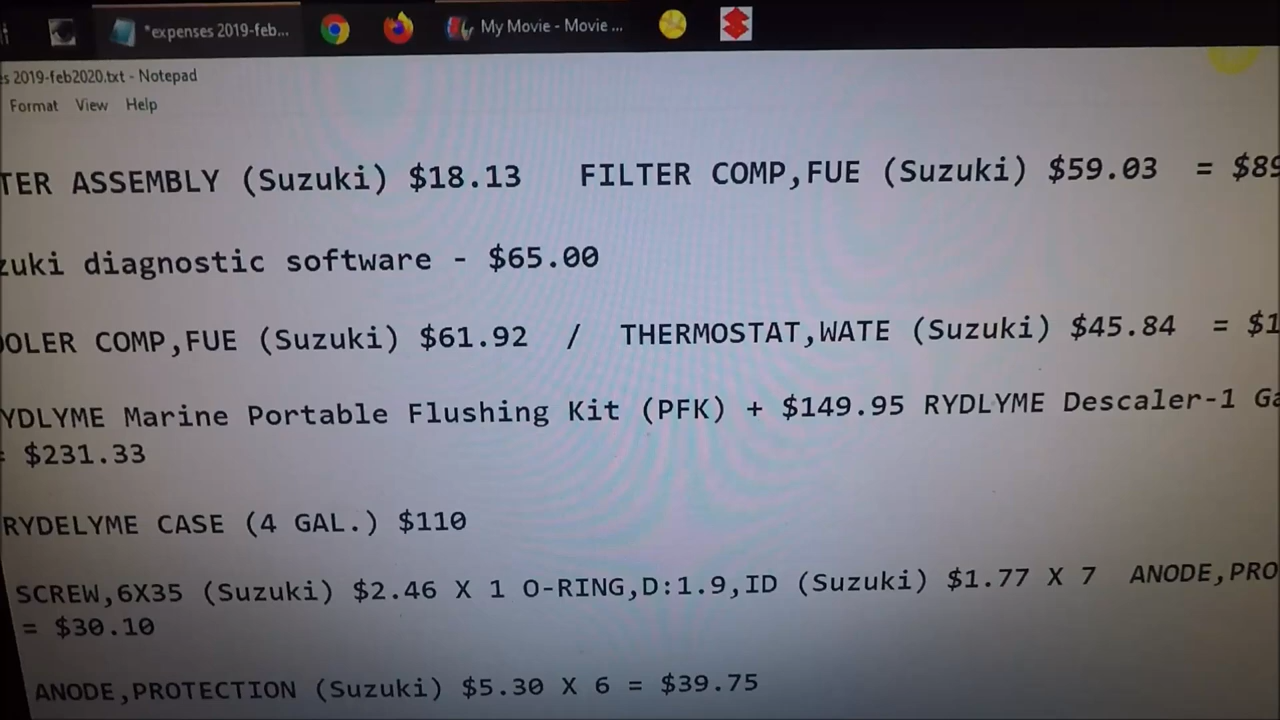 *expenses 2019-feb...
My Movie - Movie ...
2019-feb2020.txt - Notepad
Format View Help
ASSEMBLY (Suzuki) $18.13 FILTER COMP,FUE (Suzuki) $59.03 = $89
diagnostic software - $65.00
COMP,FUE (Suzuki) $61.92 / THERMOSTAT,WATE (Suzuki) $45.84 = $1
YDLYME Marine Portable Flushing Kit (PFK) + $149.95 RYDLYME Descaler-1 Ga
= $231.33
RYDELYME CASE (4 GAL.) $110
SCREW,6X35 (Suzuki) $2.46 X 1 O-RING,D:1.9,ID (Suzuki) $1.77 X 7 ANODE,PRO
= $30.10
ANODE,PROTECTION (Suzuki) $5.30 X 6 = $39.75